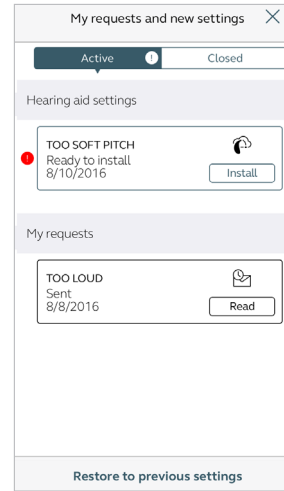 My requests and new settings
Active ! Closed
Hearing aid settings
TOO SOFT PITCH
! Ready to install
8/10/2016 Install
My requests
TOO LOUD
Sent
8/8/2016 Read
Restore to previous settings